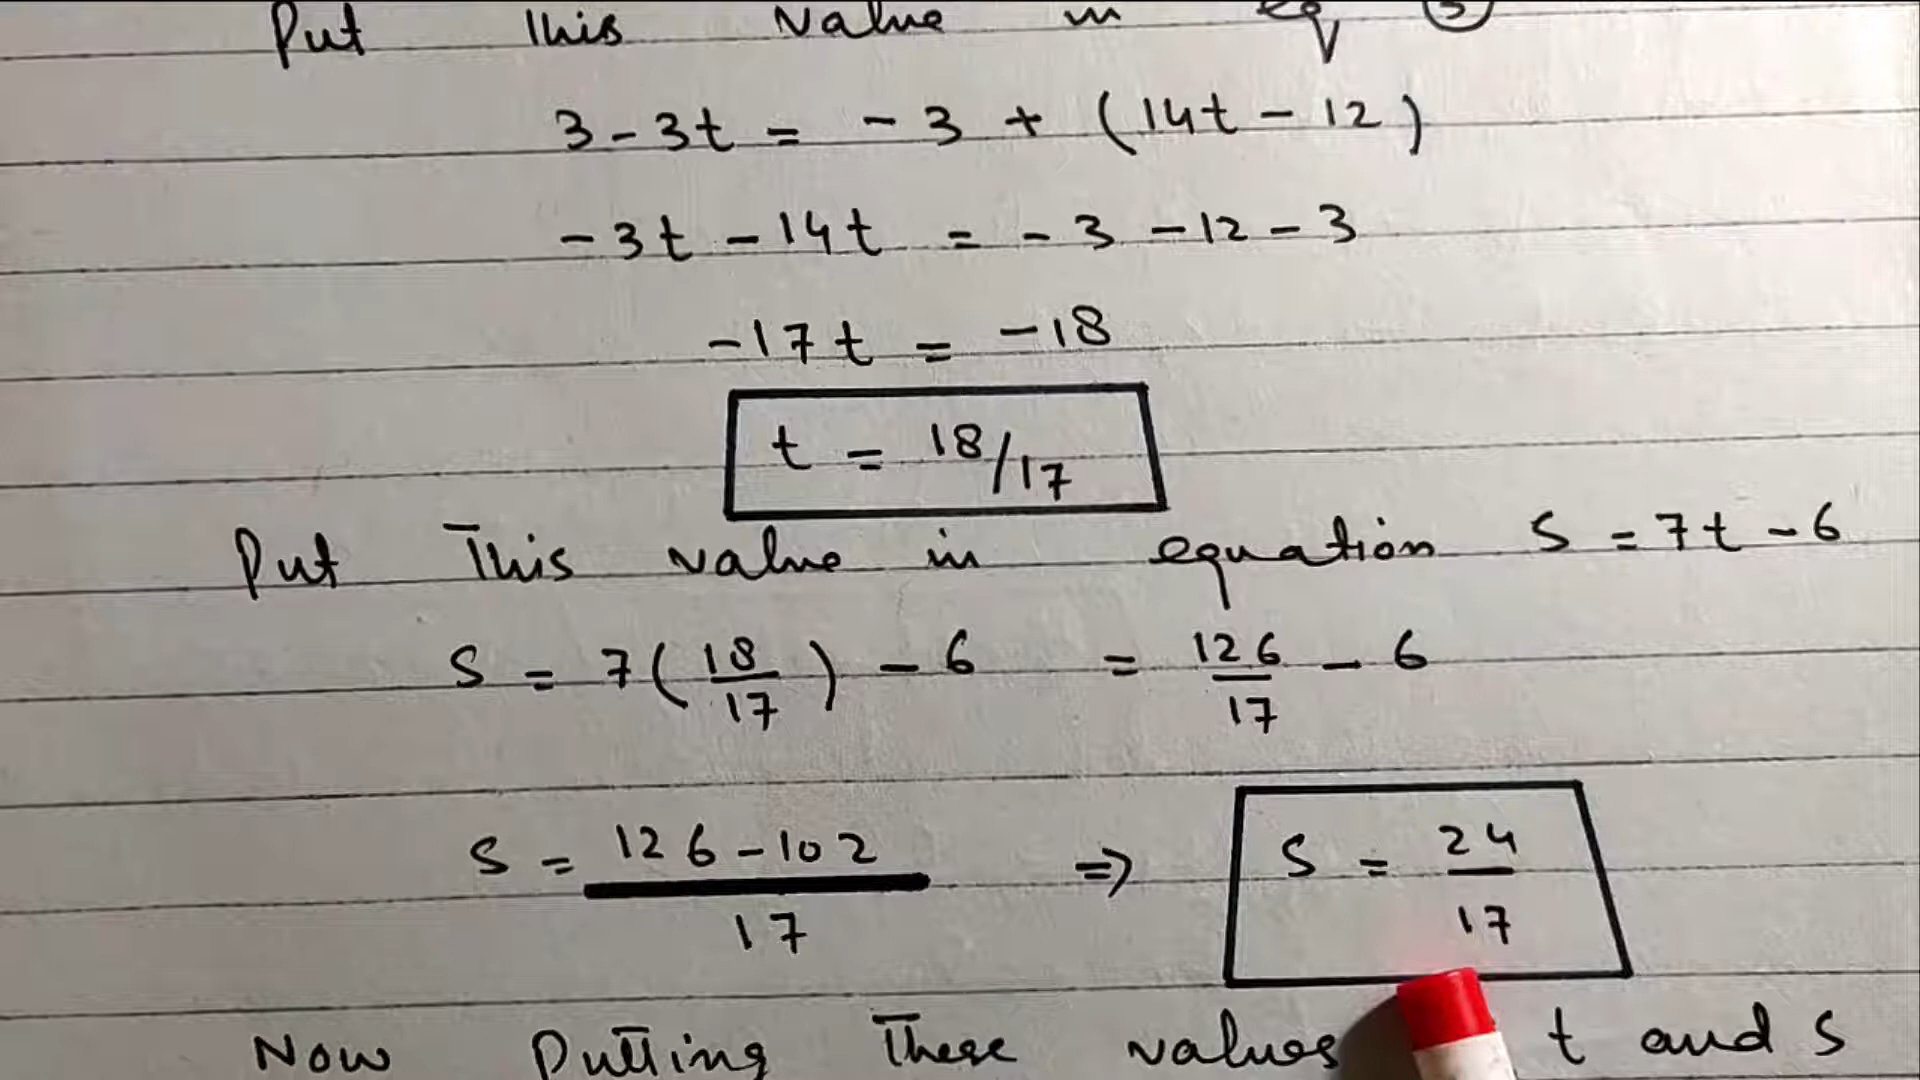 Put this value in eq ③
3 - 3t = - 3 + (14t - 12)
- 3t - 14t = - 3 - 12 - 3
-17t = -18
t = 18/17
Put This value in equation S = 7t - 6
S = 7(18/17) - 6 = 126/17 - 6
S = 126-102/17 ⇒ S = 24/17
Now Putting These values t and S